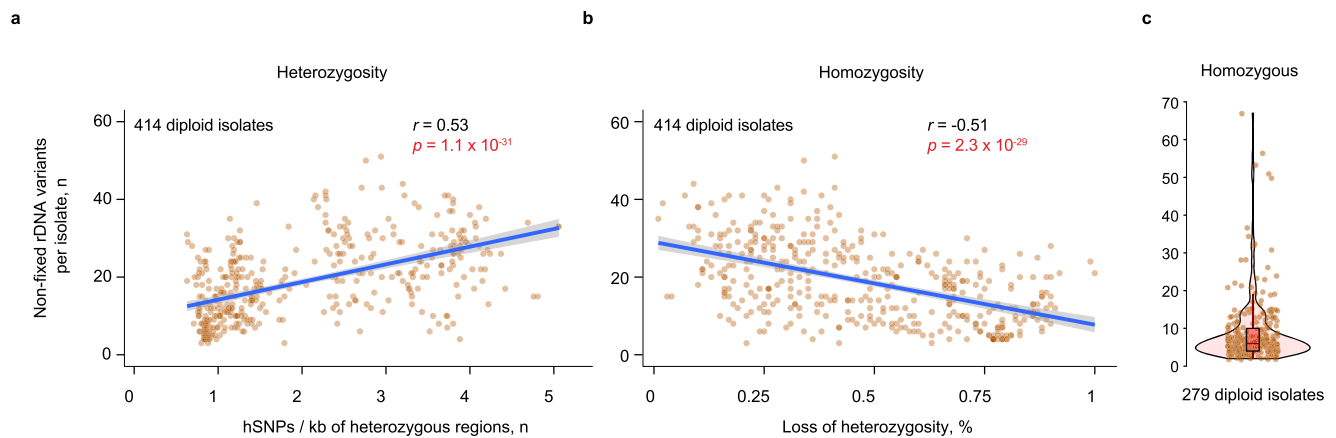 a
b
c
Heterozygosity
Homozygosity
Homozygous
Non-fixed rDNA variants
per isolate, n
60
40
20
0
414 diploid isolates
r = 0.53
p = 1.1 x 10-31
0
1
2
3
4
5
hSNPs / kb of heterozygous regions, n
60
40
20
0
414 diploid isolates
r = -0.51
p = 2.3 x 10-29
0
0.25
0.5
0.75
1
Loss of heterozygosity, %
70
60
50
40
30
20
10
0
279 diploid isolates